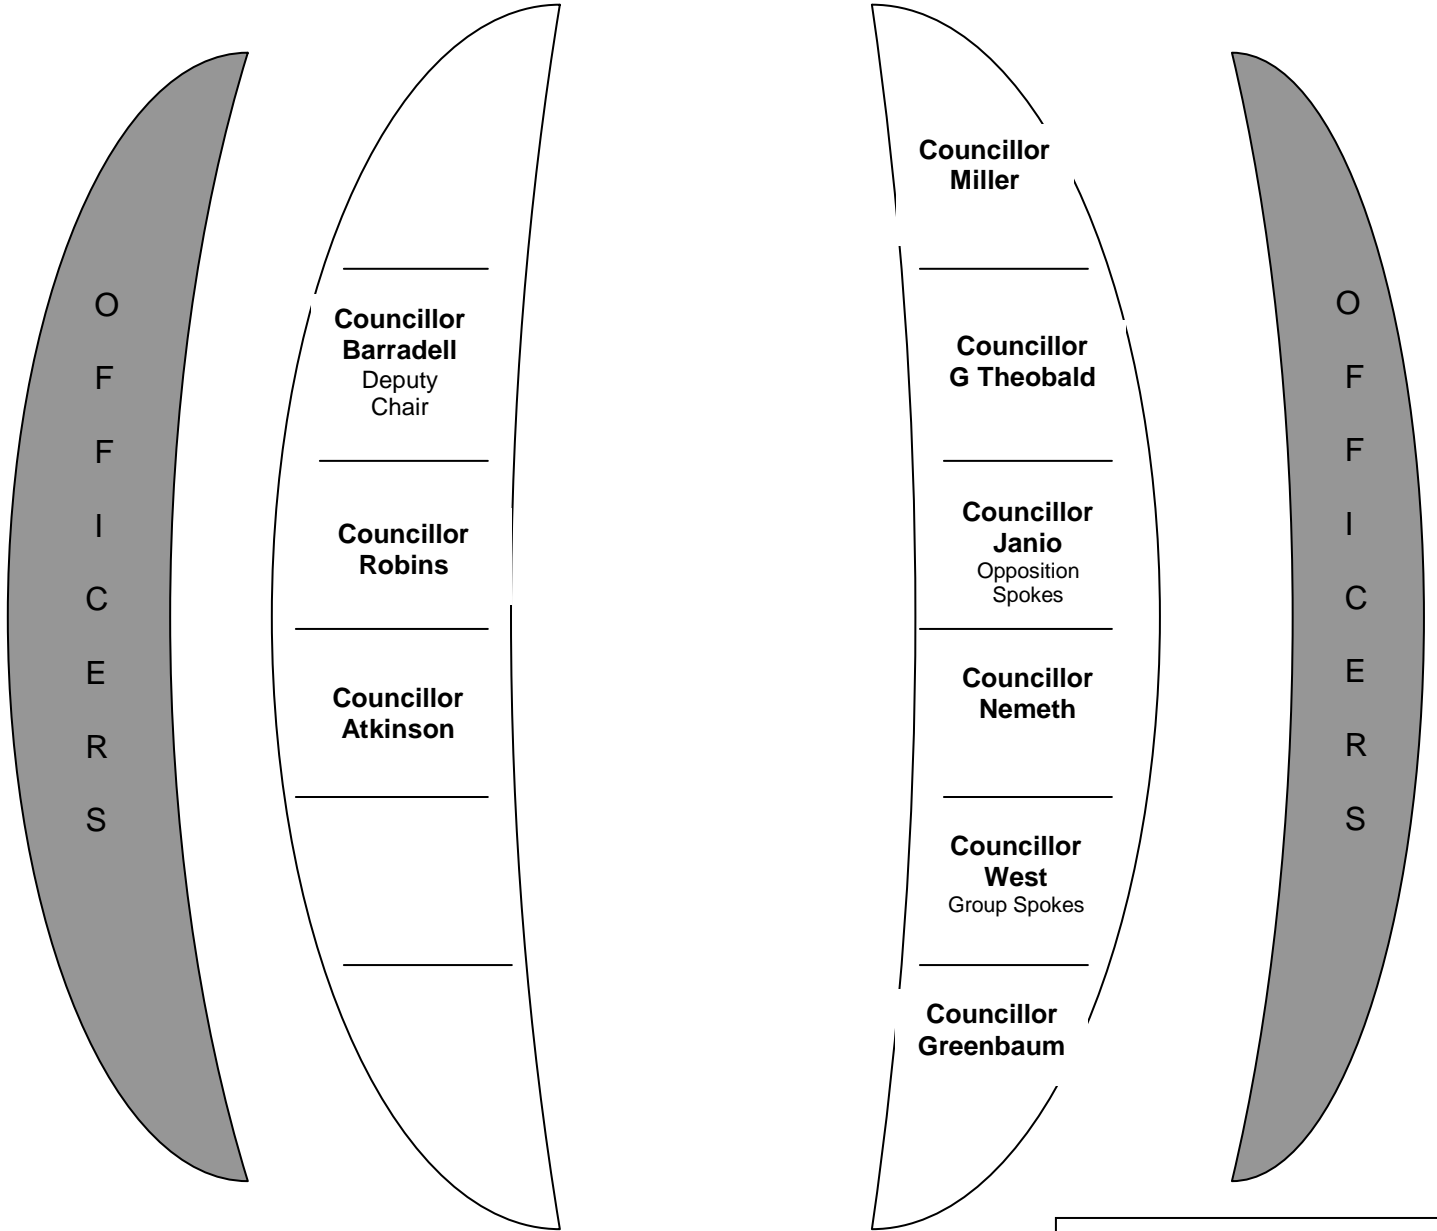 O
F
F
I
C
E
R
S
Councillor
Barradell
Deputy
Chair
Councillor
Robins
Councillor
Atkinson
Councillor
Miller
Councillor
G Theobald
Councillor
Janio
Opposition
Spokes
Councillor
Nemeth
Councillor
West
Group Spokes
Councillor
Greenbaum
O
F
F
I
C
E
R
S